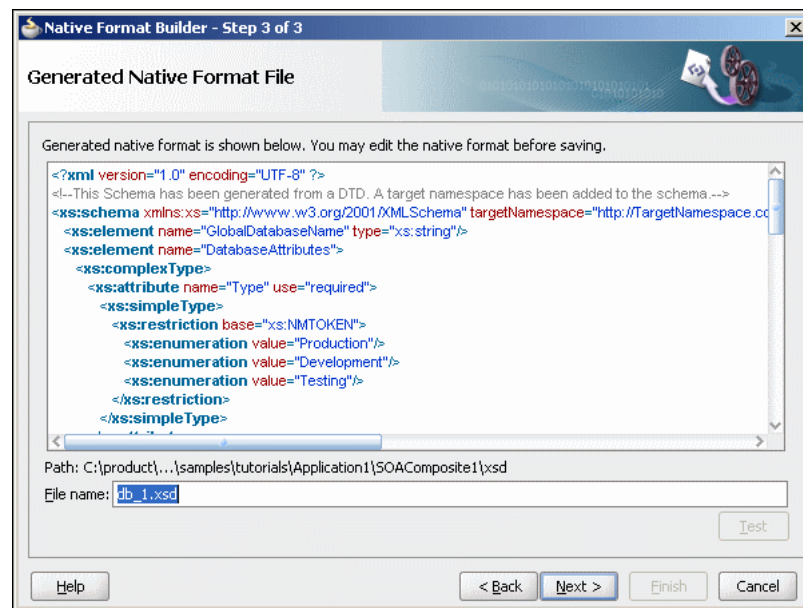 Native Format Builder - Step 3 of 3
Generated Native Format File
Generated native format is shown below. You may edit the native format before saving.
<?xml version="1.0" encoding="UTF-8" ?>
<!--This Schema has been generated from a DTD. A target namespace has been added to the schema.-->
<xs:schema xmlns:xs="http://www.w3.org/2001/XMLSchema" targetNamespace="http://TargetNamespace.co
<xs:element name="GlobalDatabaseName" type="xs:string"/>
<xs:element name="DatabaseAttributes">
<xs:complexType>
<xs:attribute name="Type" use="required">
<xs:simpleType>
<xs:restriction base="xs:NMTOKEN">
<xs:enumeration value="Production"/>
<xs:enumeration value="Development"/>
<xs:enumeration value="Testing"/>
</xs:restriction>
</xs:simpleType>
Path: C:\product\...\samples\tutorials\Application1\SOAComposite1\xsd
File name: db_1.xsd
Test
Help < Back Next > Finish Cancel